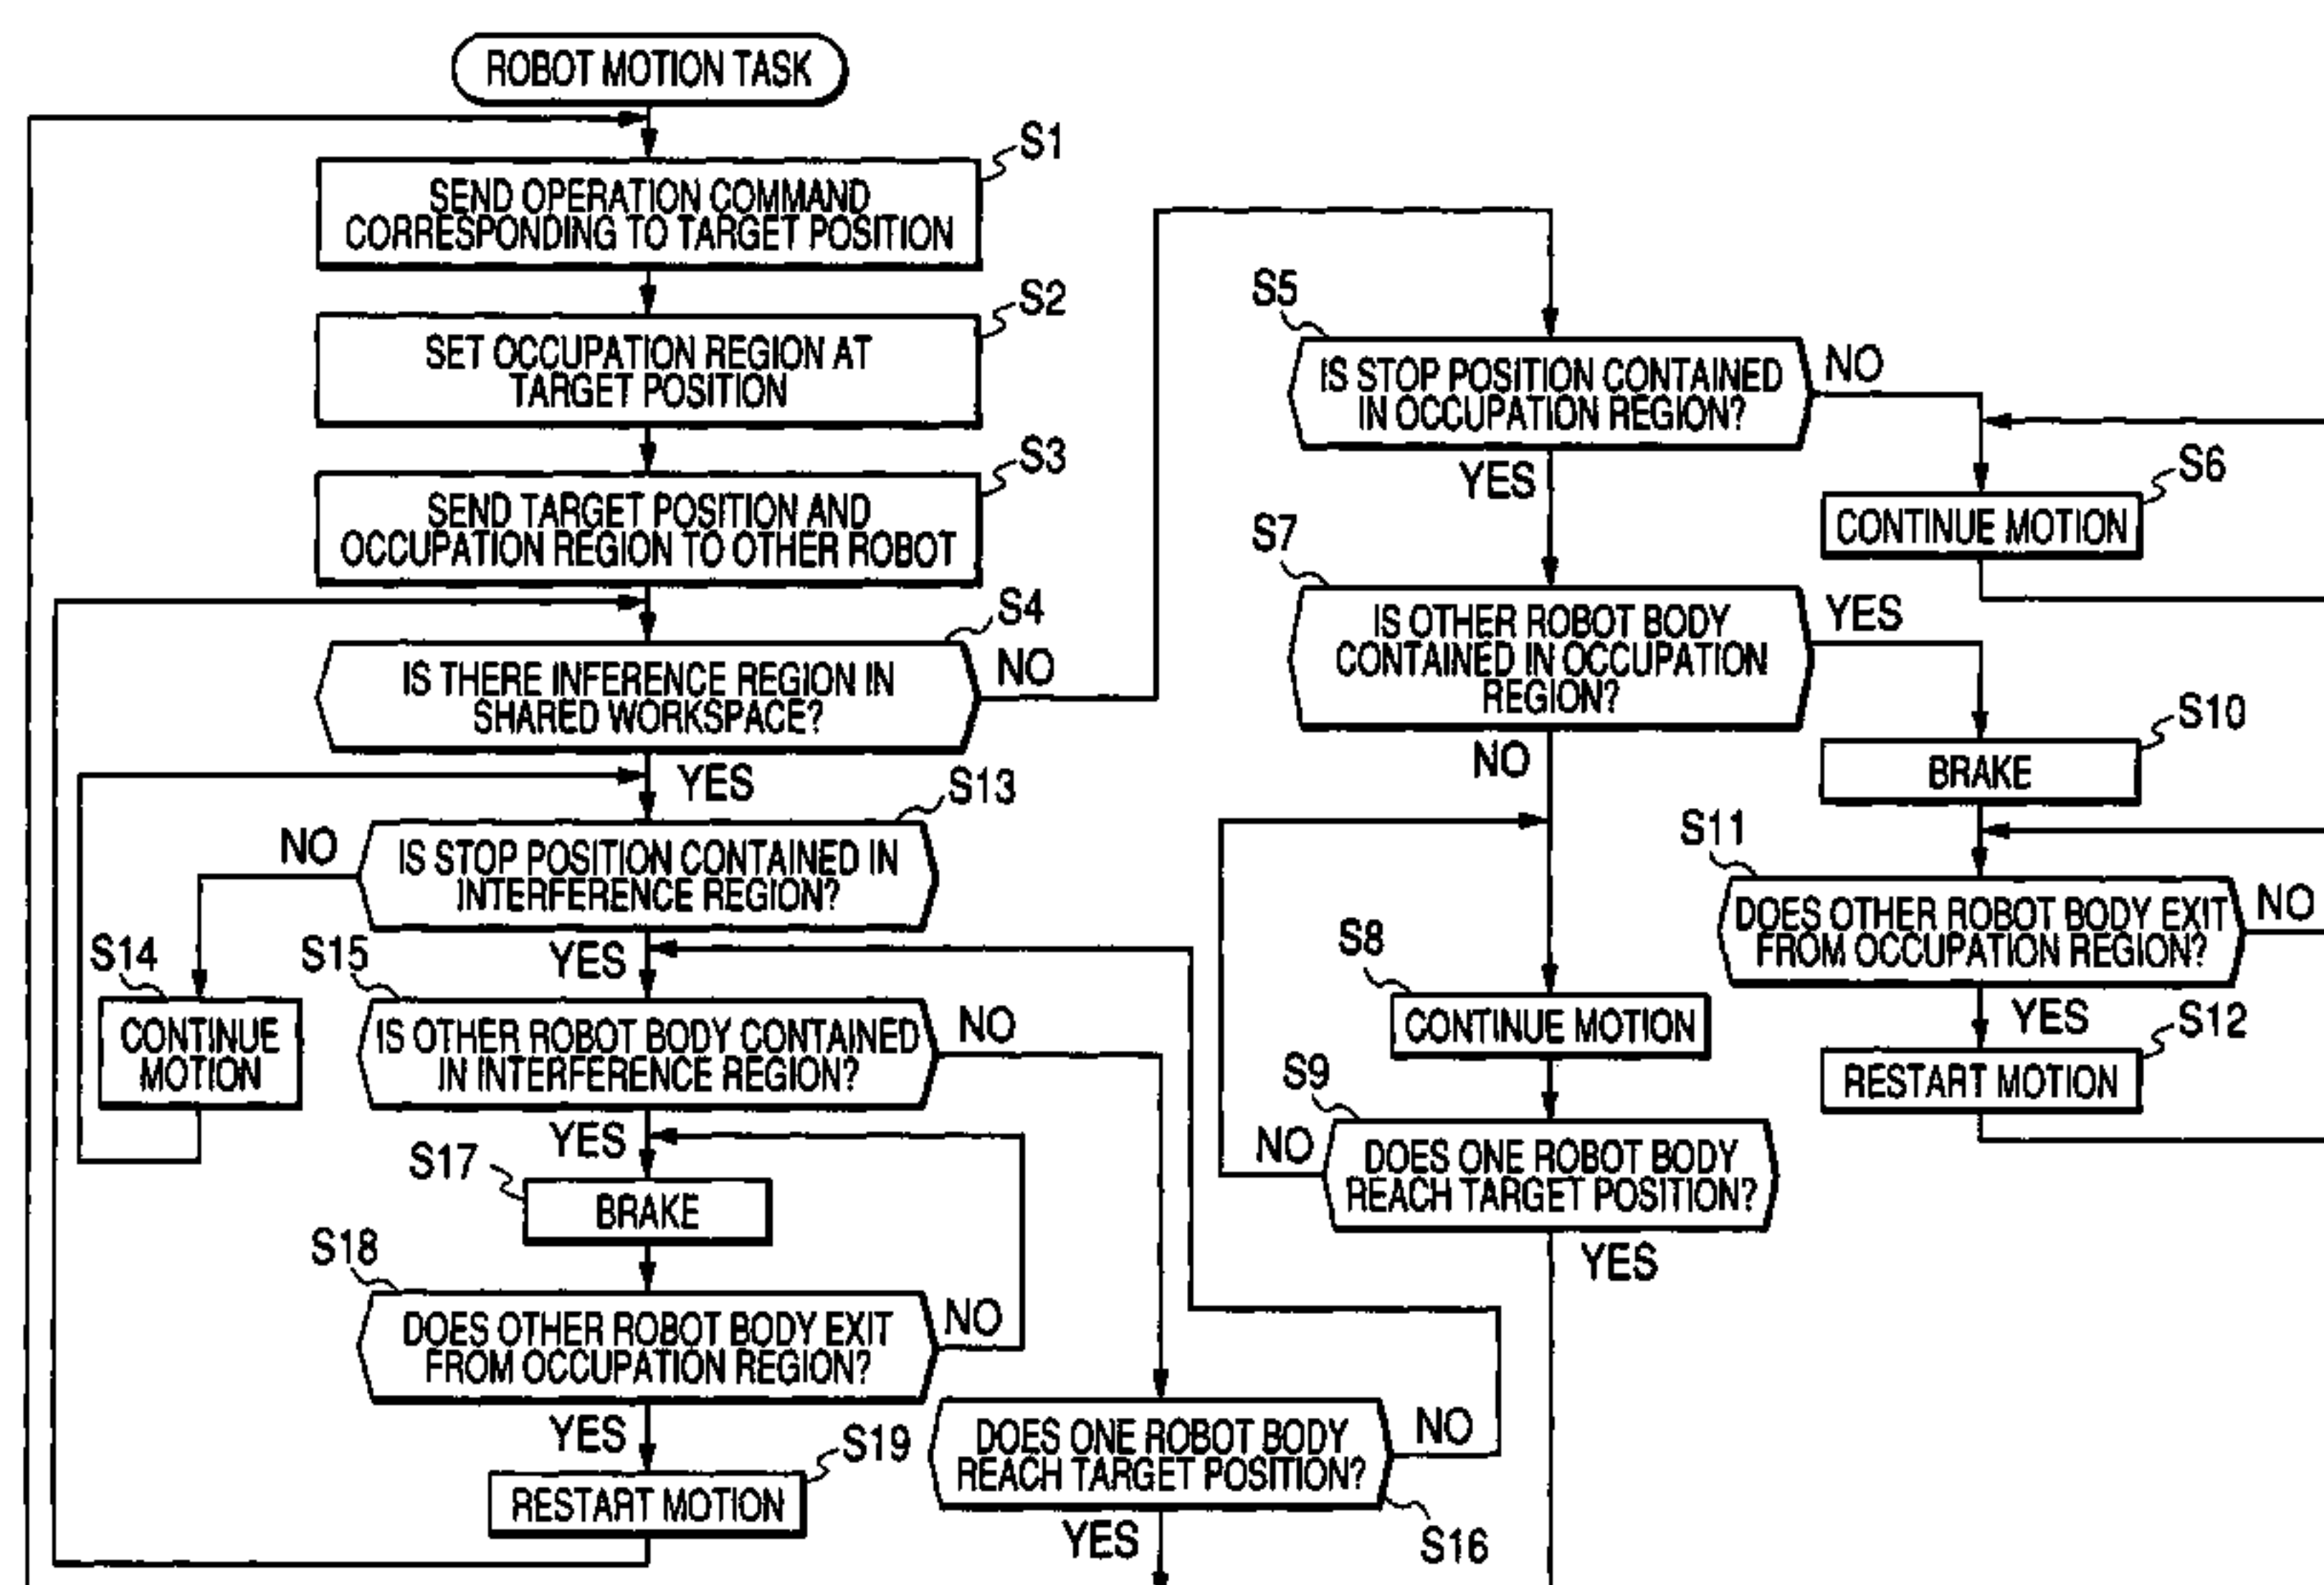 ROBOT MOTION TASK
S1
SEND OPERATION COMMAND
CORRESPONDING TO TARGET POSITION
S2
SET OCCUPATION REGION AT
TARGET POSITION
S3
SEND TARGET POSITION AND
OCCUPATION REGION TO OTHER ROBOT
S4
IS THERE INFERENCE REGION IN
SHARED WORKSPACE?
NO
YES
S13
IS STOP POSITION CONTAINED IN
INTERFERENCE REGION?
NO
YES
S14
CONTINUE
MOTION
S15
IS OTHER ROBOT BODY CONTAINED
IN INTERFERENCE REGION?
NO
YES
S17
BRAKE
S18
DOES OTHER ROBOT BODY EXIT
FROM OCCUPATION REGION?
NO
YES
S19
RESTART MOTION
DOES ONE ROBOT BODY
REACH TARGET POSITION?
NO
YES
S16
S5
IS STOP POSITION CONTAINED
IN OCCUPATION REGION?
NO
YES
S6
CONTINUE MOTION
S7
IS OTHER ROBOT BODY
CONTAINED IN OCCUPATION
REGION?
YES
NO
S8
CONTINUE MOTION
S9
DOES ONE ROBOT BODY
REACH TARGET POSITION?
NO
YES
S10
BRAKE
S11
DOES OTHER ROBOT BODY EXIT
FROM OCCUPATION REGION?
NO
YES
S12
RESTART MOTION